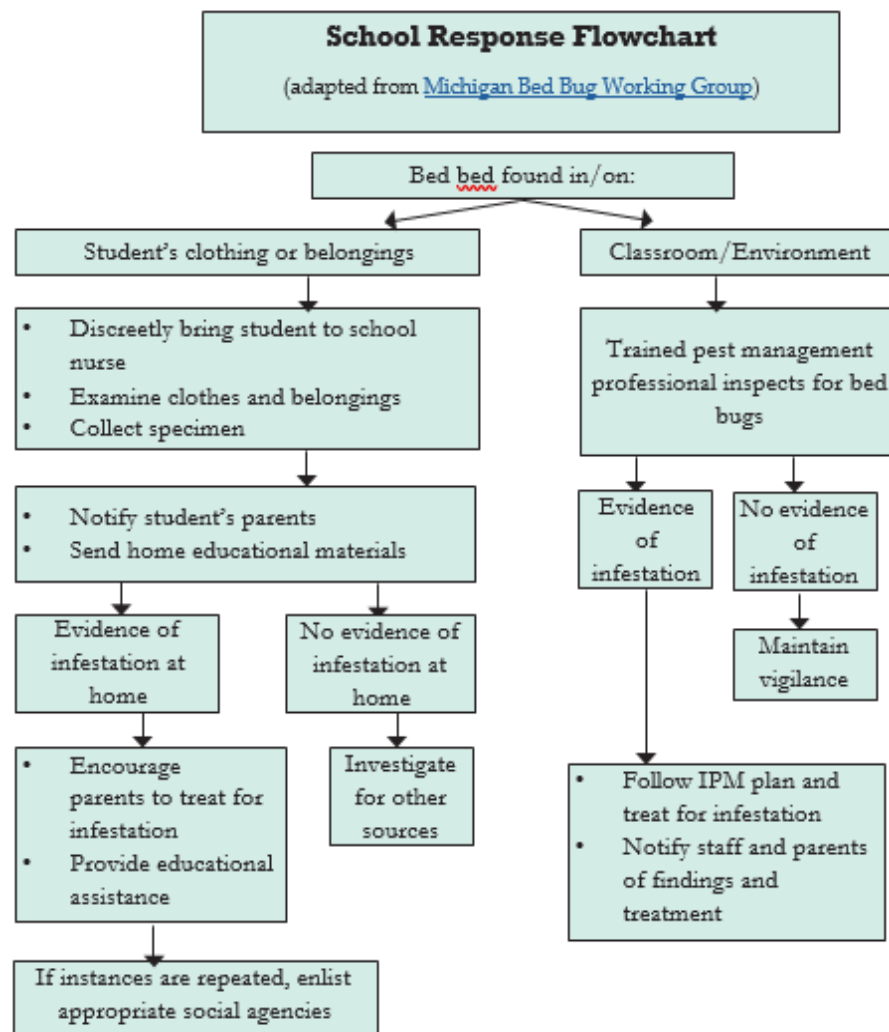 School Response Flowchart
(adapted from Michigan Bed Bug Working Group)
Bed bed found in/on:
Student's clothing or belongings
Classroom/Environment
• Discreetly bring student to school
nurse
• Examine clothes and belongings
• Collect specimen
Trained pest management
professional inspects for bed
bugs
• Notify student's parents
• Send home educational materials
Evidence
of
infestation
No evidence
of
infestation
Evidence of
infestation at
home
No evidence of
infestation at
home
Maintain
vigilance
• Encourage
parents to treat for
infestation
• Provide educational
assistance
Investigate
for other
sources
• Follow IPM plan and
treat for infestation
• Notify staff and parents
of findings and
treatment
If instances are repeated, enlist
appropriate social agencies